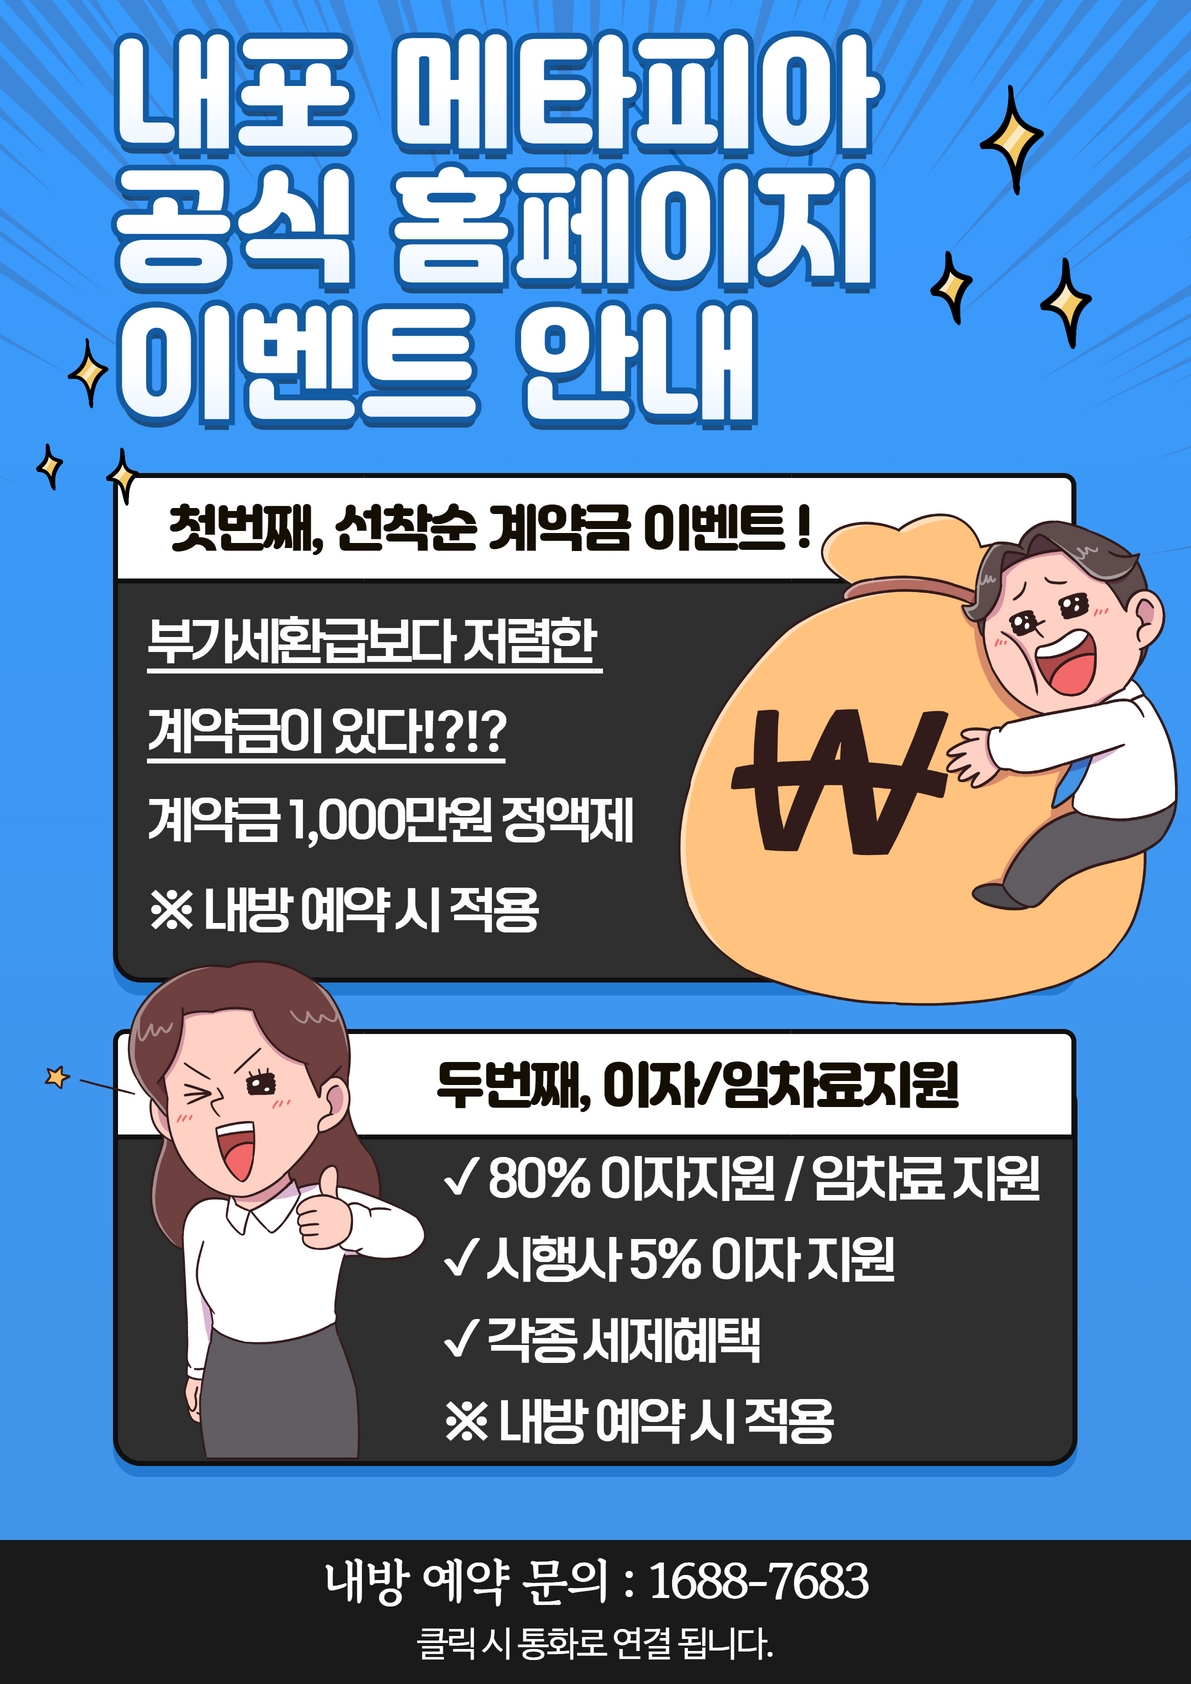 내포 메타피아
공식 홈페이지
이벤트 안내
첫번째, 선착순 계약금 이벤트 !
부가세환급보다 저렴한
계약금이 있다!?!?
계약금 1,000만원 정액제
※ 내방 예약 시 적용
₩
두번째, 이자/임차료지원
✓ 80% 이자지원 / 임차료 지원
✓ 시행사 5% 이자 지원
✓ 각종 세제혜택
※ 내방 예약 시 적용
내방 예약 문의 : 1688-7683
클릭 시 통화로 연결 됩니다.